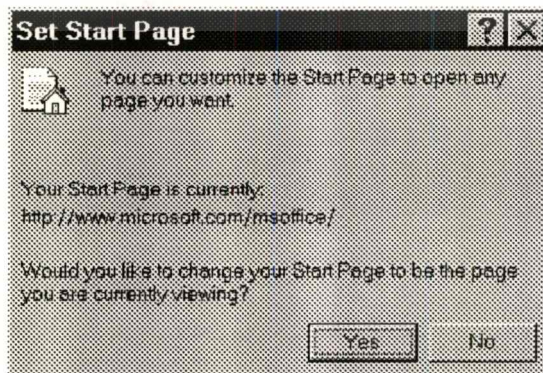 Set Start Page
You can customize the Start Page to open any
page you want.
Your Start Page is currently:
http://www.microsoft.com/msoffice/
Would you like to change your Start Page to be the page
you are currently viewing?
Yes No